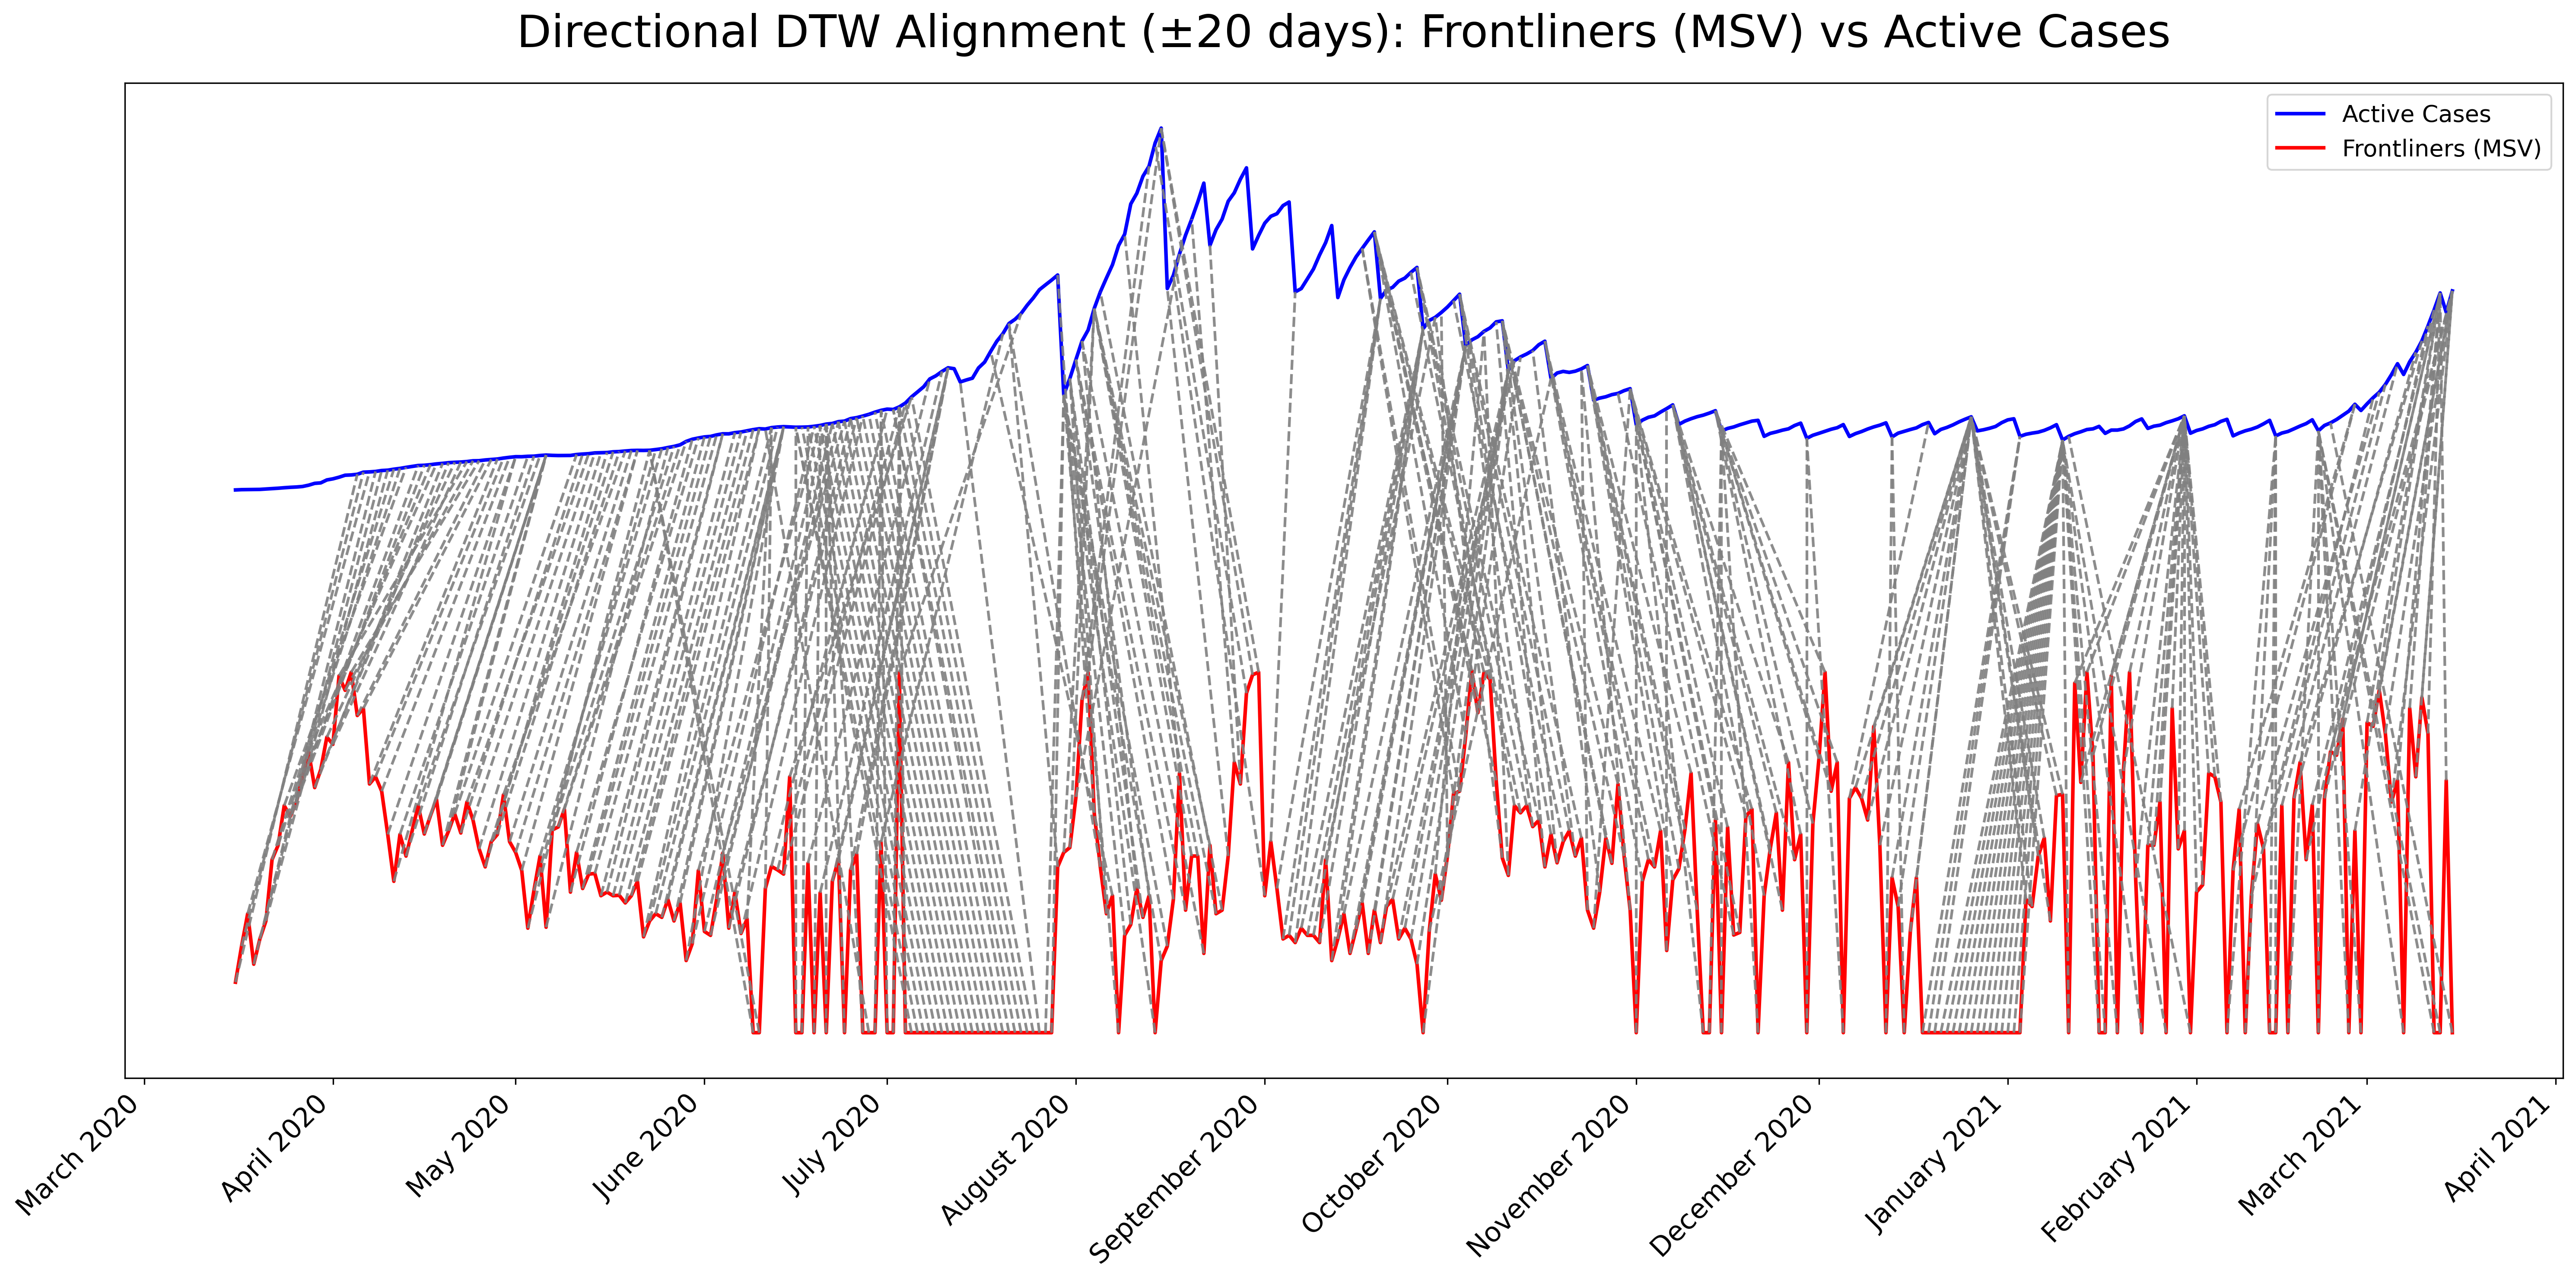 Directional DTW Alignment (±20 days): Frontliners (MSV) vs Active Cases
Active Cases
Frontliners (MSV)
March 2020
April 2020
May 2020
June 2020
July 2020
August 2020
September 2020
October 2020
November 2020
December 2020
January 2021
February 2021
March 2021
April 2021